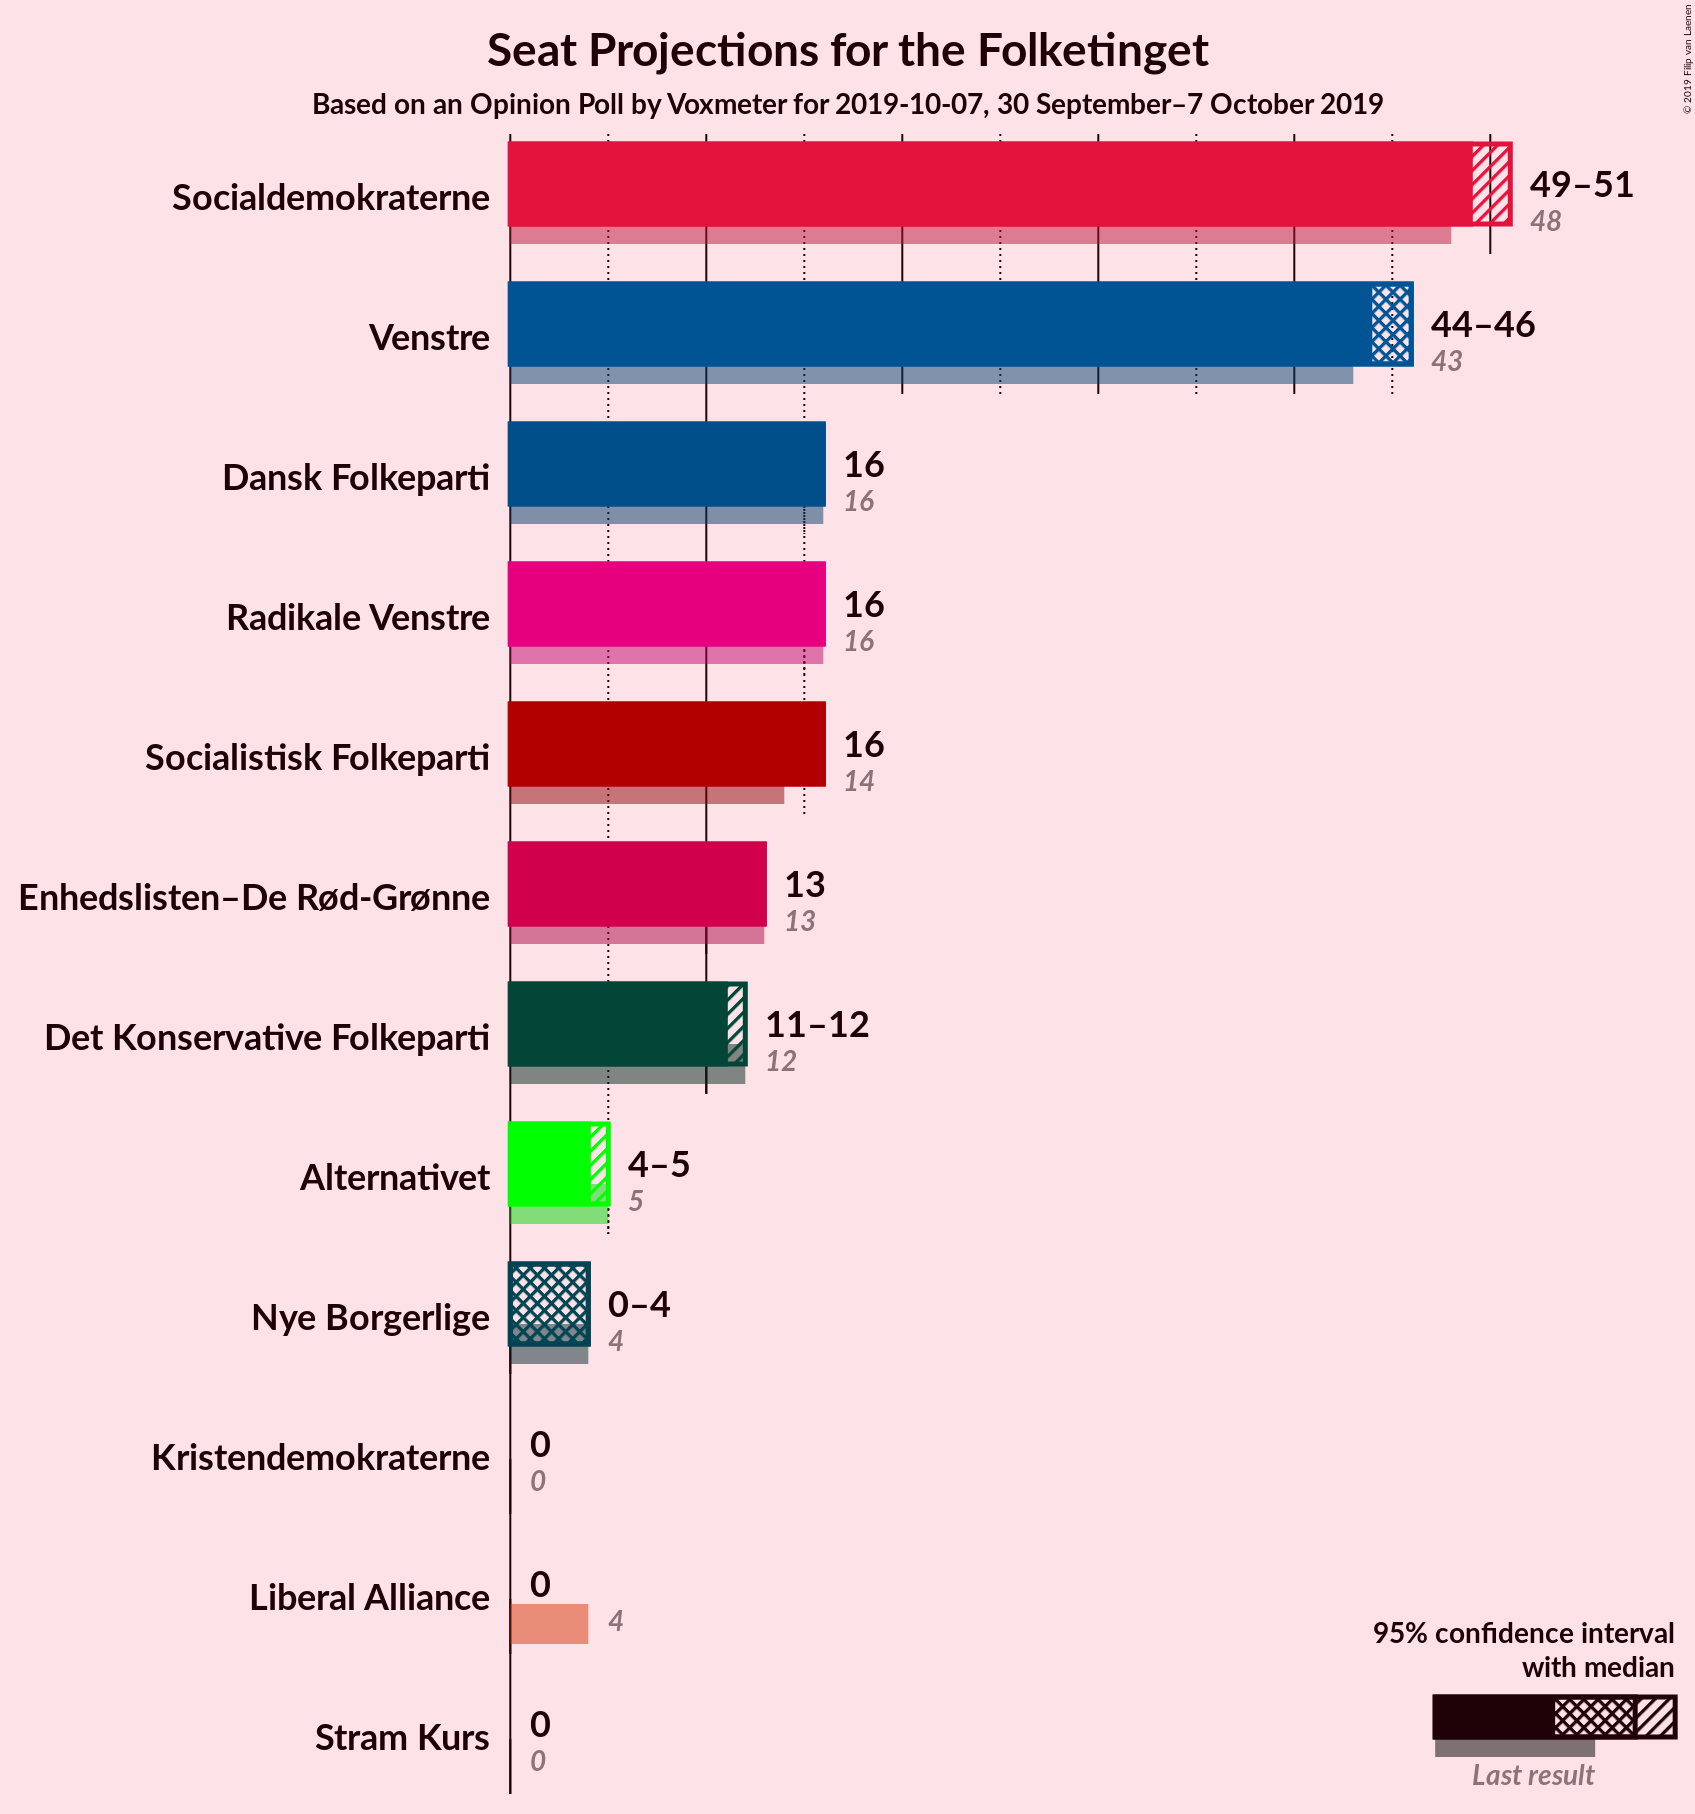 Seat Projections for the Folketinget
Based on an Opinion Poll by Voxmeter for 2019-10-07, 30 September–7 October 2019
© 2019 Filip van Laenen
Socialdemokraterne
49–51
48
Venstre
44–46
43
Dansk Folkeparti
16
16
Radikale Venstre
16
16
Socialistisk Folkeparti
16
14
Enhedslisten–De Rød-Grønne
13
13
Det Konservative Folkeparti
11–12
12
Alternativet
4–5
5
Nye Borgerlige
0–4
4
Kristendemokraterne
0
0
Liberal Alliance
0
4
Stram Kurs
0
0
95% confidence interval
with median
Last result